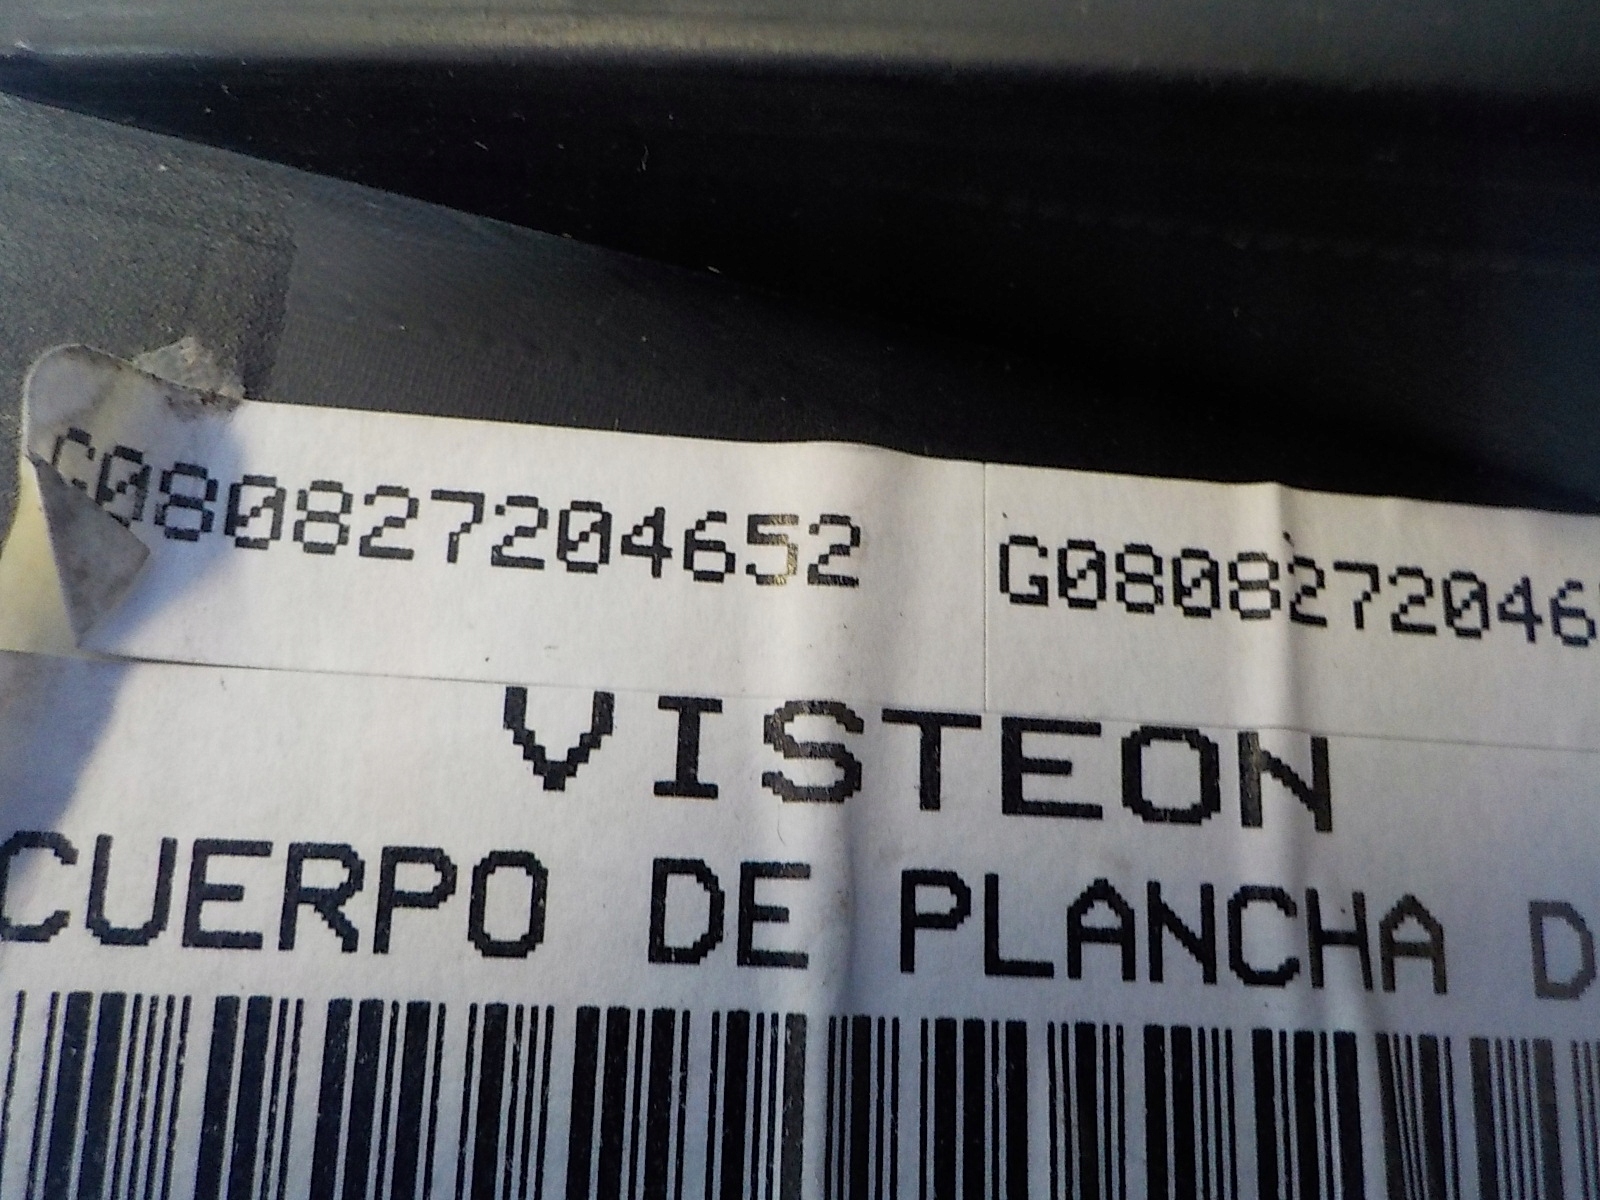 G080827204652 G0808272046
VISTEON
CUERPO DE PLANCHA D